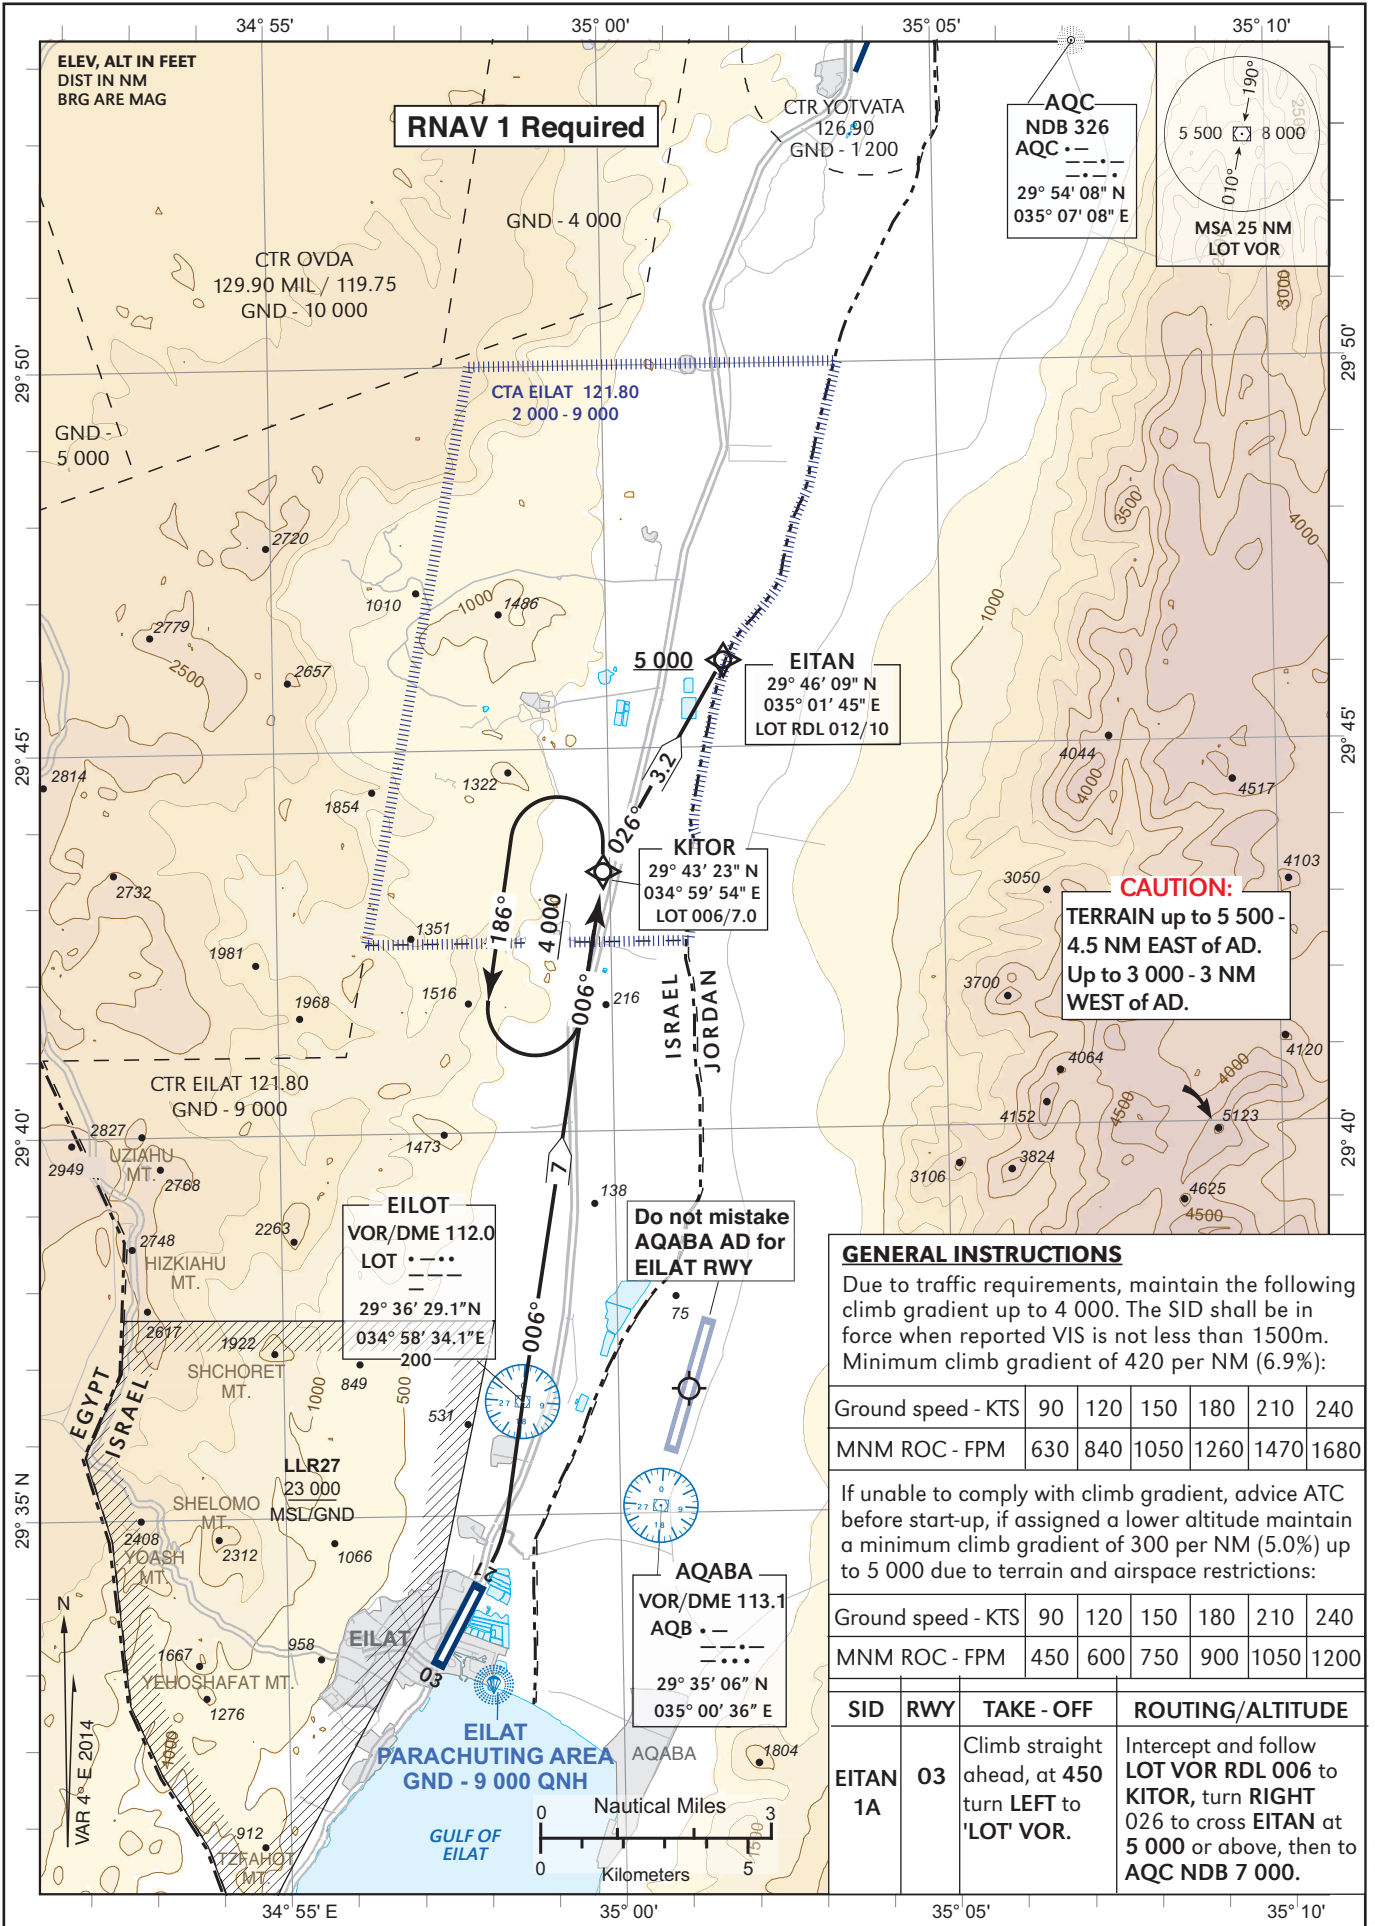 34° 55'
35° 00'
35° 05'
35° 10'
ELEV, ALT IN FEET
DIST IN NM
BRG ARE MAG
RNAV 1 Required
CTR YOTVATA
126.90
GND - 1 200
AQC
NDB 326
AQC
29° 54' 08" N
035° 07' 08" E
190°
5 500
8 000
010°
MSA 25 NM
LOT VOR
2500
3000
GND - 4 000
CTR OVDA
129.90 MIL / 119.75
GND - 10 000
29° 50'
29° 50'
CTA EILAT 121.80
2 000 - 9 000
GND -
5 000
3500
4000
2720
1010
1000
1486
1000
2779
2500
2657
5 000
EITAN
29° 46' 09" N
035° 01' 45" E
LOT RDL 012/10
29° 45'
29° 45'
2814
1854
1322
3.2
026°
4044
4000
4517
KITOR
29° 43' 23" N
034° 59' 54" E
LOT 006/7.0
2732
186°
4 000
1351
1981
1968
1516
006°
216
ISRAEL
JORDAN
3050
4103
CAUTION:
TERRAIN up to 5 500 -
4.5 NM EAST of AD.
Up to 3 000 - 3 NM
WEST of AD.
3700
4120
4064
4000
4152
4500
5123
CTR EILAT 121.80
GND - 9 000
29° 40'
29° 40'
2827
2949
UZIAHU
MT.
2768
1473
7
3106
3824
4625
4500
138
2263
2748
HIZKIAHU
MT.
2617
EILOT
VOR/DME 112.0
LOT
29° 36' 29.1"N
034° 58' 34.1"E
200
Do not mistake
AQABA AD for
EILAT RWY
75
006°
1922
SHCHORET
MT.
849
1000
500
531
27
9
18
EGYPT
ISRAEL
LLR27
23 000
MSL/GND
29° 35' N
SHELOMO
MT.
2408
YOASH
MT.
2312
1066
0
27
9
18
AQABA
VOR/DME 113.1
AQB
29° 35' 06" N
035° 00' 36" E
N
VAR 4° E 2014
1667
YEHOSHAFAT MT.
1276
958
1000
912
TZFAHOT
MT.
EILAT
21
03
EILAT
PARACHUTING AREA
GND - 9 000 QNH
GULF OF
EILAT
AQABA
1804
1500
0
Nautical Miles
3
0
Kilometers
5
GENERAL INSTRUCTIONS
Due to traffic requirements, maintain the following
climb gradient up to 4 000. The SID shall be in
force when reported VIS is not less than 1500m.
Minimum climb gradient of 420 per NM (6.9%):
Ground speed - KTS 90 120 150 180 210 240
MNM ROC - FPM 630 840 1050 1260 1470 1680
If unable to comply with climb gradient, advice ATC
before start-up, if assigned a lower altitude maintain
a minimum climb gradient of 300 per NM (5.0%) up
to 5 000 due to terrain and airspace restrictions:
Ground speed - KTS 90 120 150 180 210 240
MNM ROC - FPM 450 600 750 900 1050 1200
SID RWY TAKE - OFF ROUTING/ALTITUDE
EITAN
1A
03
Climb straight
ahead, at 450
turn LEFT to
'LOT' VOR.
Intercept and follow
LOT VOR RDL 006 to
KITOR, turn RIGHT
026 to cross EITAN at
5 000 or above, then to
AQC NDB 7 000.
34° 55' E
35° 00'
35° 05'
35° 10'